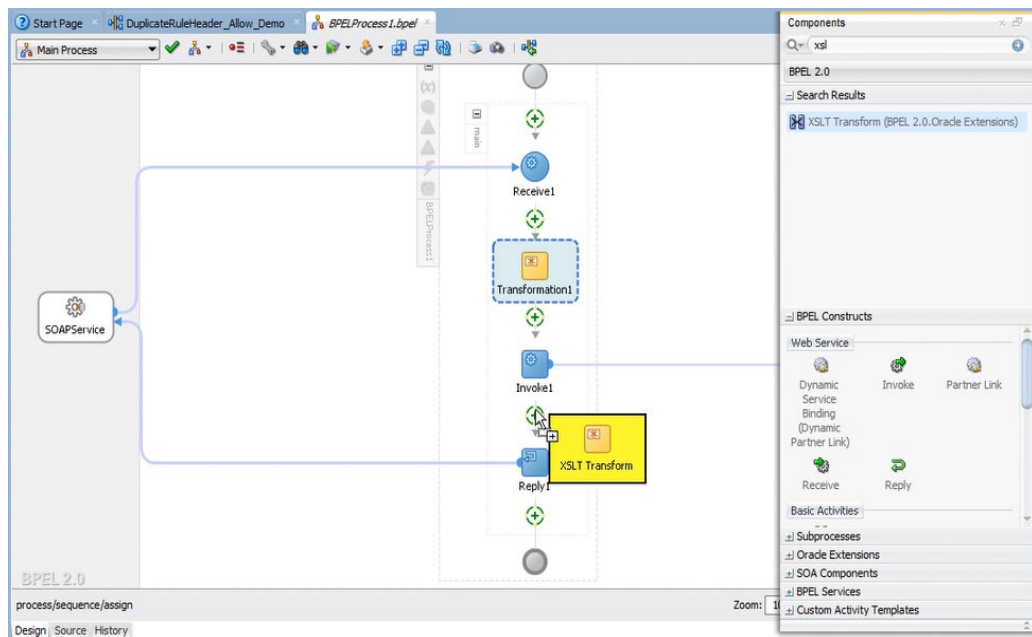 Start Page
DuplicateRuleHeader_Allow_Demo
BPELProcess1.bpel
Main Process
main
BPELProcess1
Receive1
Transformation1
SOAPService
Invoke1
XSLT Transform
Reply1
BPEL 2.0
process/sequence/assign
Zoom: 10
Design Source History
Components
xsl
BPEL 2.0
Search Results
XSLT Transform (BPEL 2.0.Oracle Extensions)
BPEL Constructs
Web Service
Dynamic
Service
Binding
(Dynamic
Partner Link)
Invoke
Partner Link
Receive
Reply
Basic Activities
Subprocesses
Oracle Extensions
SOA Components
BPEL Services
Custom Activity Templates